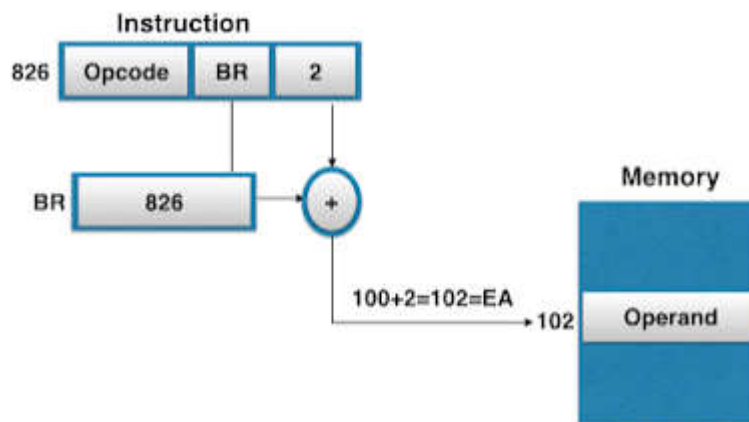 Instruction
826 Opcode BR 2
BR 826 +
Memory
100+2=102=EA
102 Operand